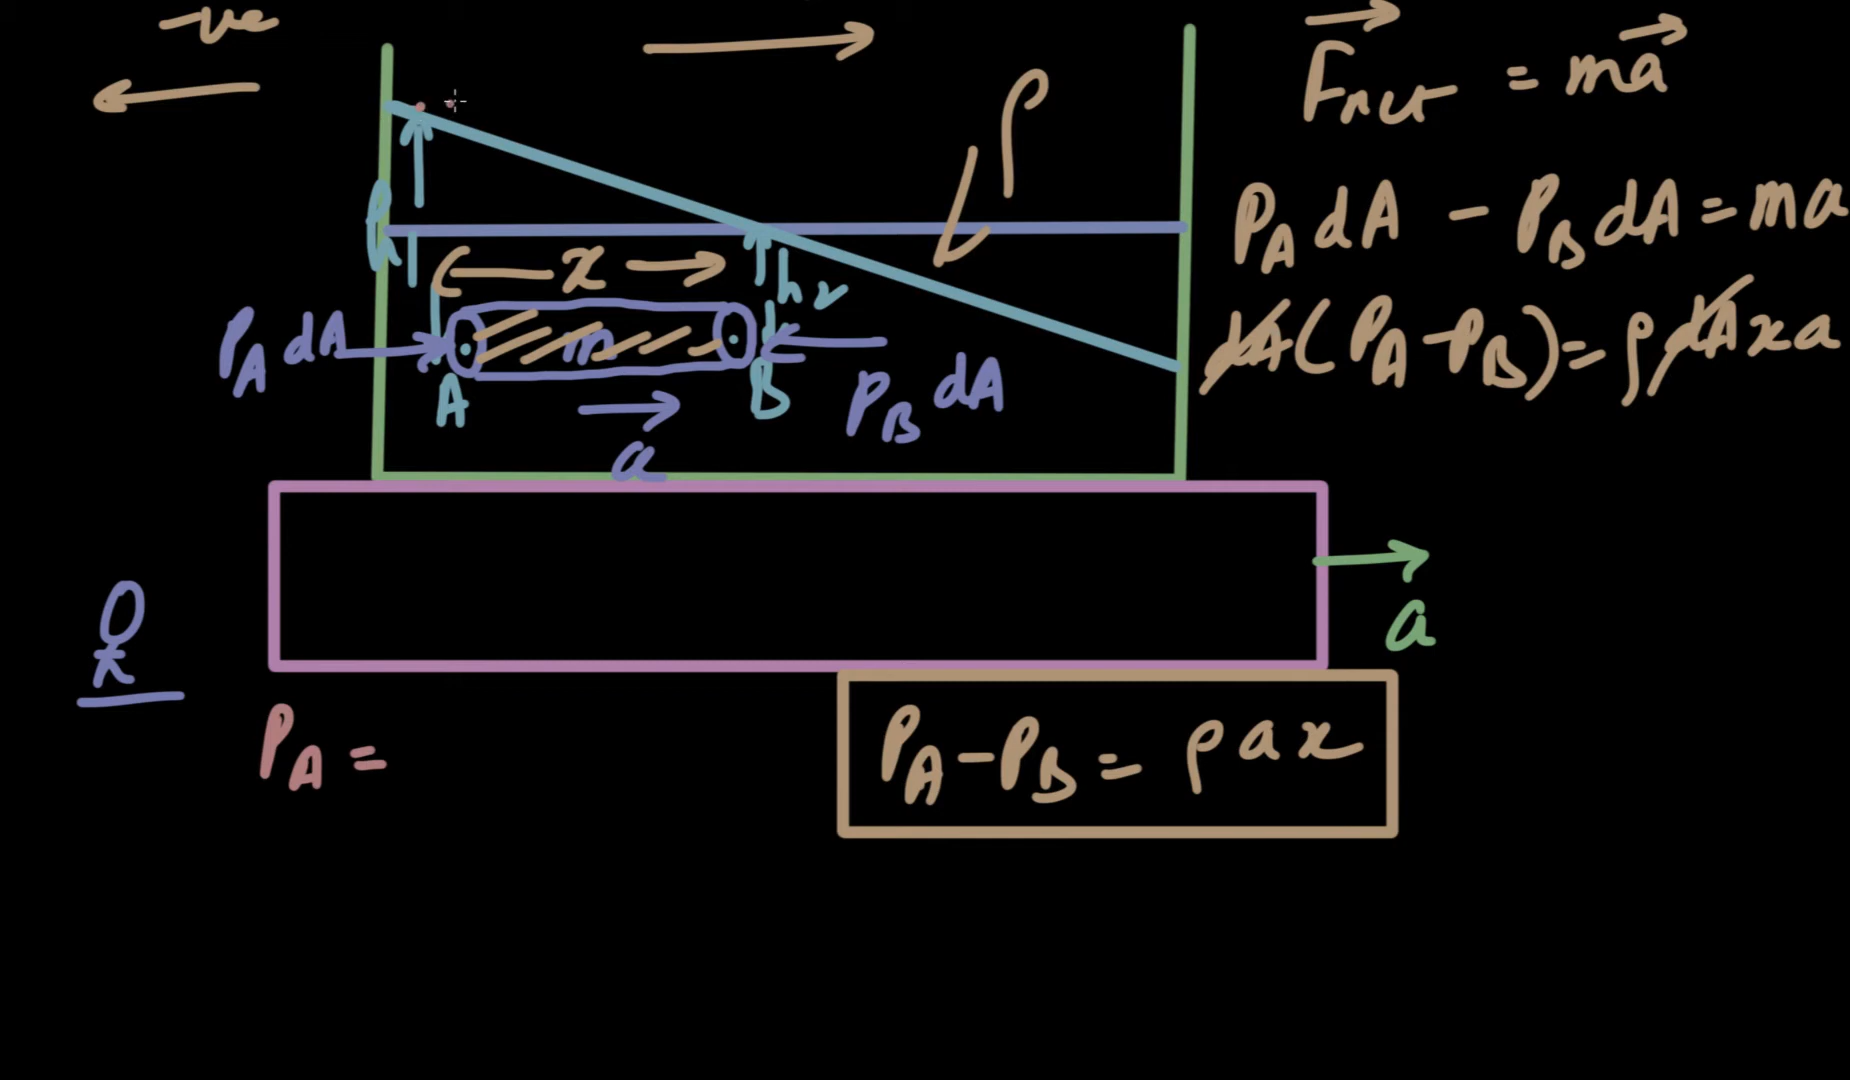 -ve
F_net = ma
ρ
P_A dA - P_B dA = ma
h₁
x
h₂
P_A dA
m
dA (P_A - P_B) = ρ dA x a
A
B
P_B dA
a
a
P_A =
P_A - P_B = ρ a x